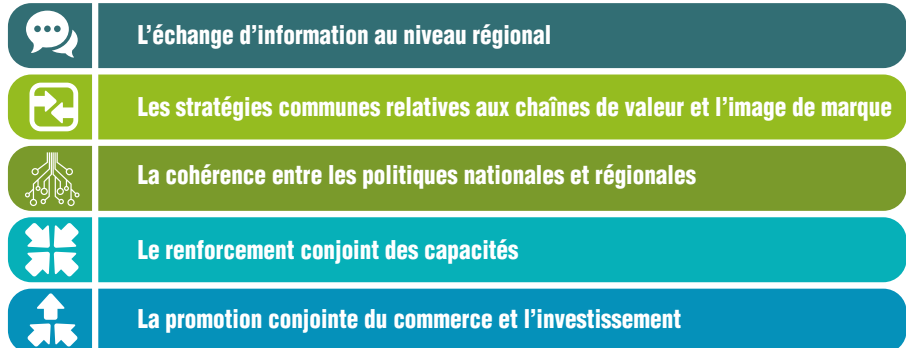 L’échange d’information au niveau régional
Les stratégies communes relatives aux chaînes de valeur et l’image de marque
La cohérence entre les politiques nationales et régionales
Le renforcement conjoint des capacités
La promotion conjointe du commerce et l’investissement